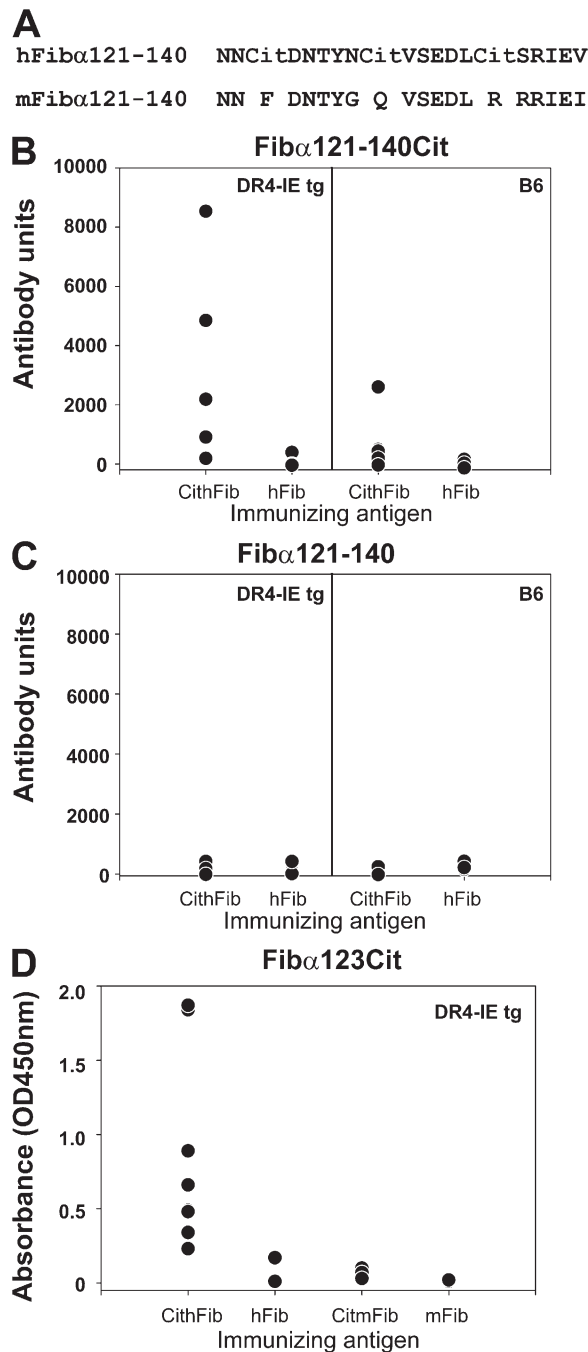 A
hFibα121-140 NNCitDNTYNCitVSEDLCitSRIEV
mFibα121-140 NN F DNTYG Q VSEDL R RRIEI
B
Fibα121-140Cit
DR4-IE tg
B6
Antibody units
10000
8000
6000
4000
2000
0
CithFib hFib CithFib hFib
Immunizing antigen
C
Fibα121-140
DR4-IE tg
B6
Antibody units
10000
8000
6000
4000
2000
0
CithFib hFib CithFib hFib
Immunizing antigen
D
Fibα123Cit
DR4-IE tg
Absorbance (OD450nm)
2.0
1.5
1.0
0.5
0
CithFib hFib CitmFib mFib
Immunizing antigen